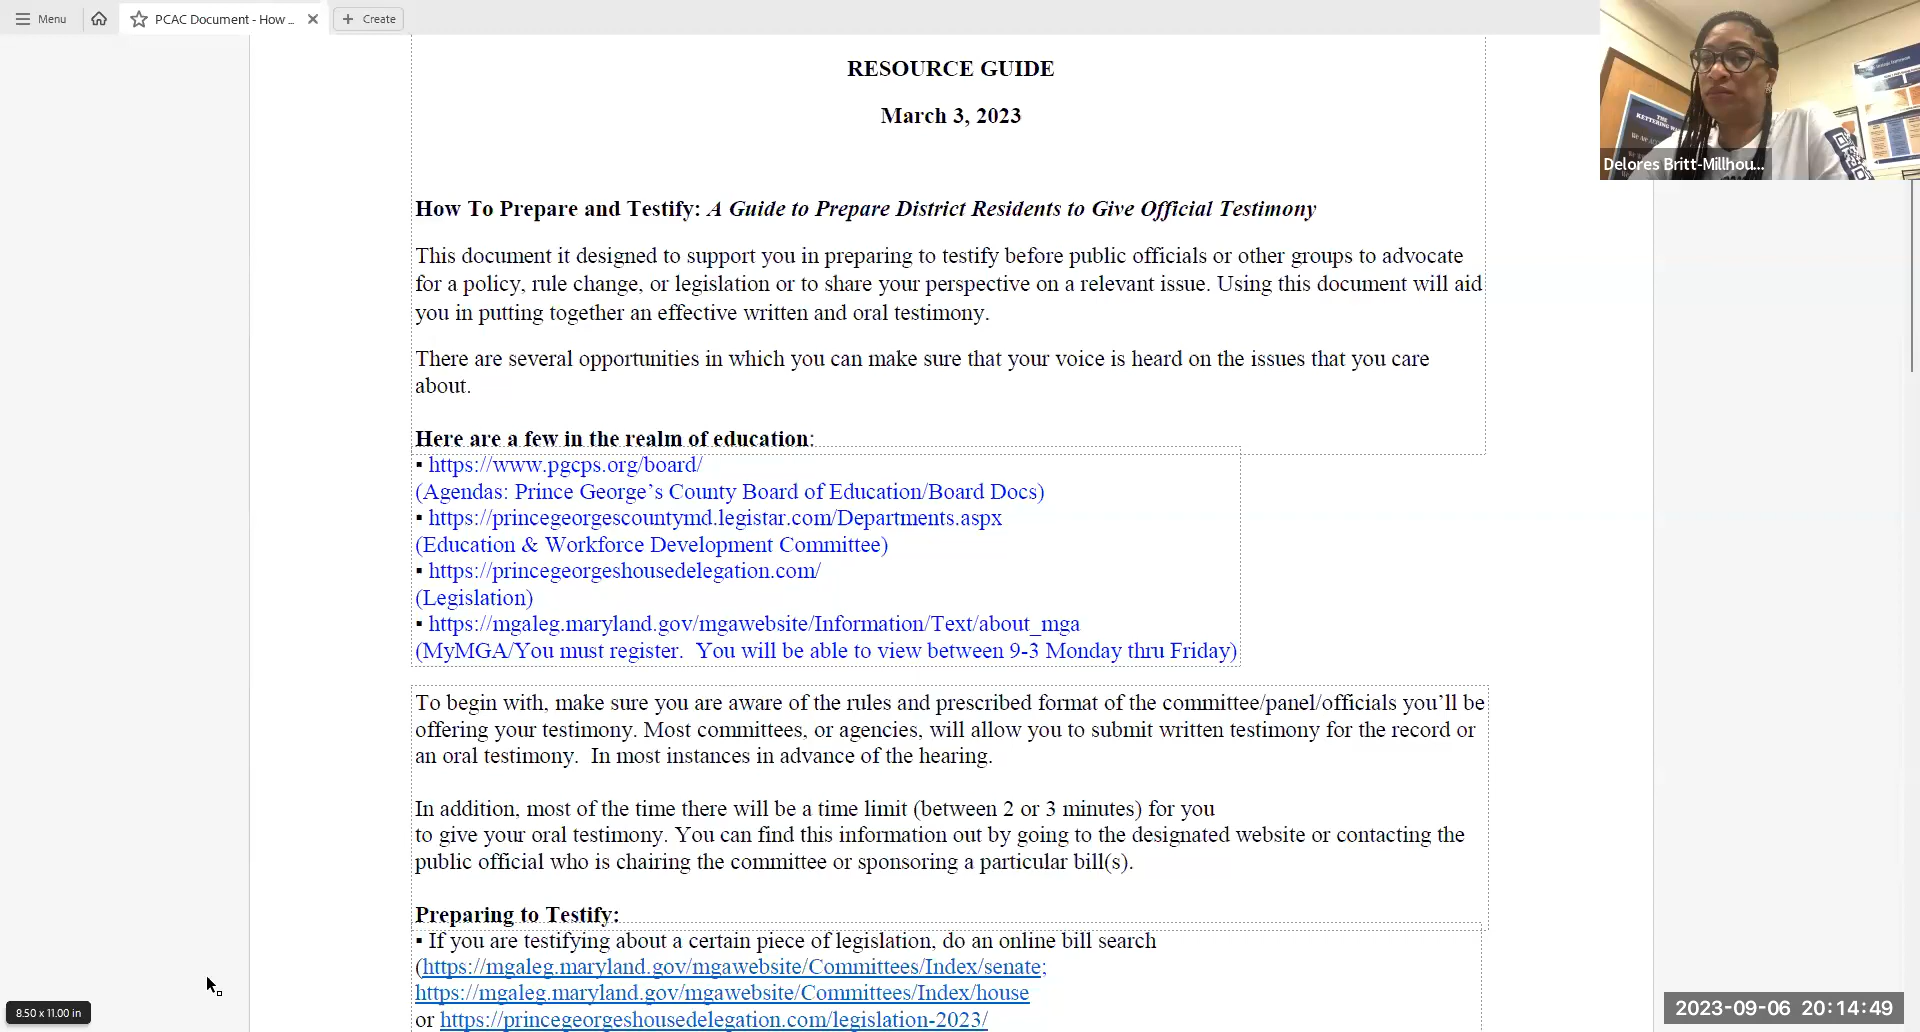 Menu
PCAC Document - How ...
Create
RESOURCE GUIDE
March 3, 2023
THE
KETTERING WAY
We Are
Delores Britt-Millhou...
How To Prepare and Testify: A Guide to Prepare District Residents to Give Official Testimony
This document it designed to support you in preparing to testify before public officials or other groups to advocate
for a policy, rule change, or legislation or to share your perspective on a relevant issue. Using this document will aid
you in putting together an effective written and oral testimony.
There are several opportunities in which you can make sure that your voice is heard on the issues that you care
about.
Here are a few in the realm of education:
▪ https://www.pgcps.org/board/
(Agendas: Prince George’s County Board of Education/Board Docs)
▪ https://princegeorgescountymd.legistar.com/Departments.aspx
(Education & Workforce Development Committee)
▪ https://princegeorgeshousedelegation.com/
(Legislation)
▪ https://mgaleg.maryland.gov/mgawebsite/Information/Text/about_mga
(MyMGA/You must register.  You will be able to view between 9-3 Monday thru Friday)
To begin with, make sure you are aware of the rules and prescribed format of the committee/panel/officials you’ll be
offering your testimony. Most committees, or agencies, will allow you to submit written testimony for the record or
an oral testimony.  In most instances in advance of the hearing.
In addition, most of the time there will be a time limit (between 2 or 3 minutes) for you
to give your oral testimony. You can find this information out by going to the designated website or contacting the
public official who is chairing the committee or sponsoring a particular bill(s).
Preparing to Testify:
▪ If you are testifying about a certain piece of legislation, do an online bill search
(https://mgaleg.maryland.gov/mgawebsite/Committees/Index/senate;
https://mgaleg.maryland.gov/mgawebsite/Committees/Index/house
or https://princegeorgeshousedelegation.com/legislation-2023/
8.50 x 11.00 in
2023-09-06 20:14:49